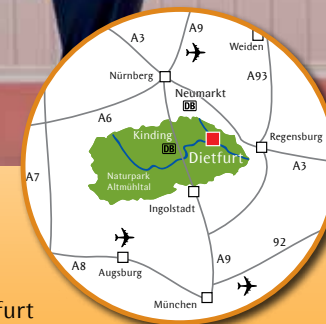 A9
A3
Weiden
Nürnberg
A93
Neumarkt
DB
A6
Kinding
DB
Regensburg
Dietfurt
A3
A7
Naturpark
Altmühltal
Ingolstadt
92
A9
A8
Augsburg
München
furt